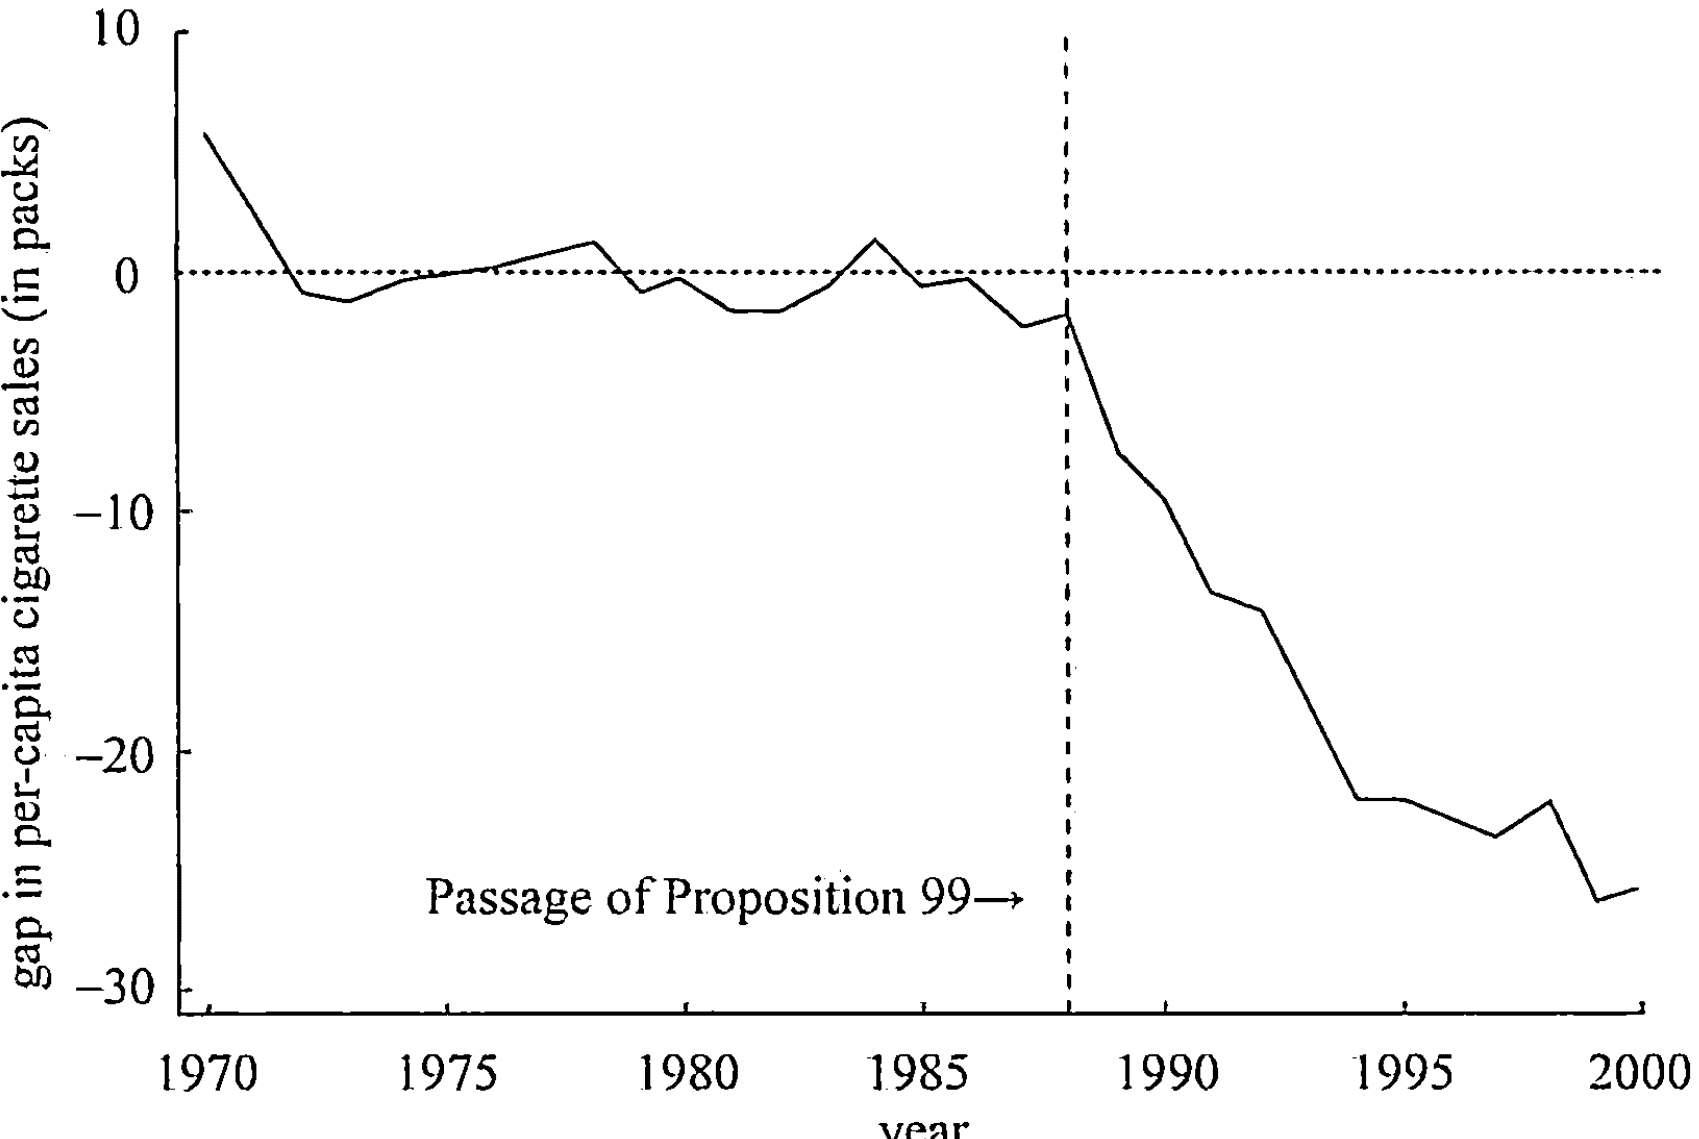 gap in per-capita cigarette sales (in packs)
10
0
−10
−20
−30
Passage of Proposition 99→
1970 1975 1980 1985 1990 1995 2000
year